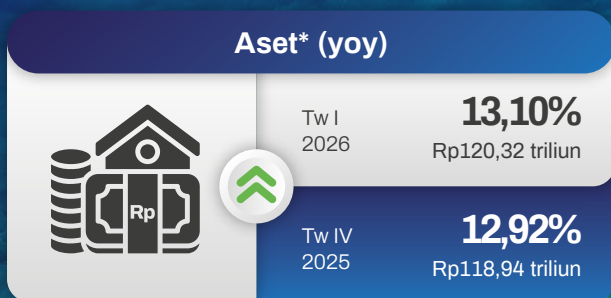 Aset* (yoy)
Tw I
2026
13,10%
Rp120,32 triliun
Rp
Tw IV
2025
12,92%
Rp118,94 triliun